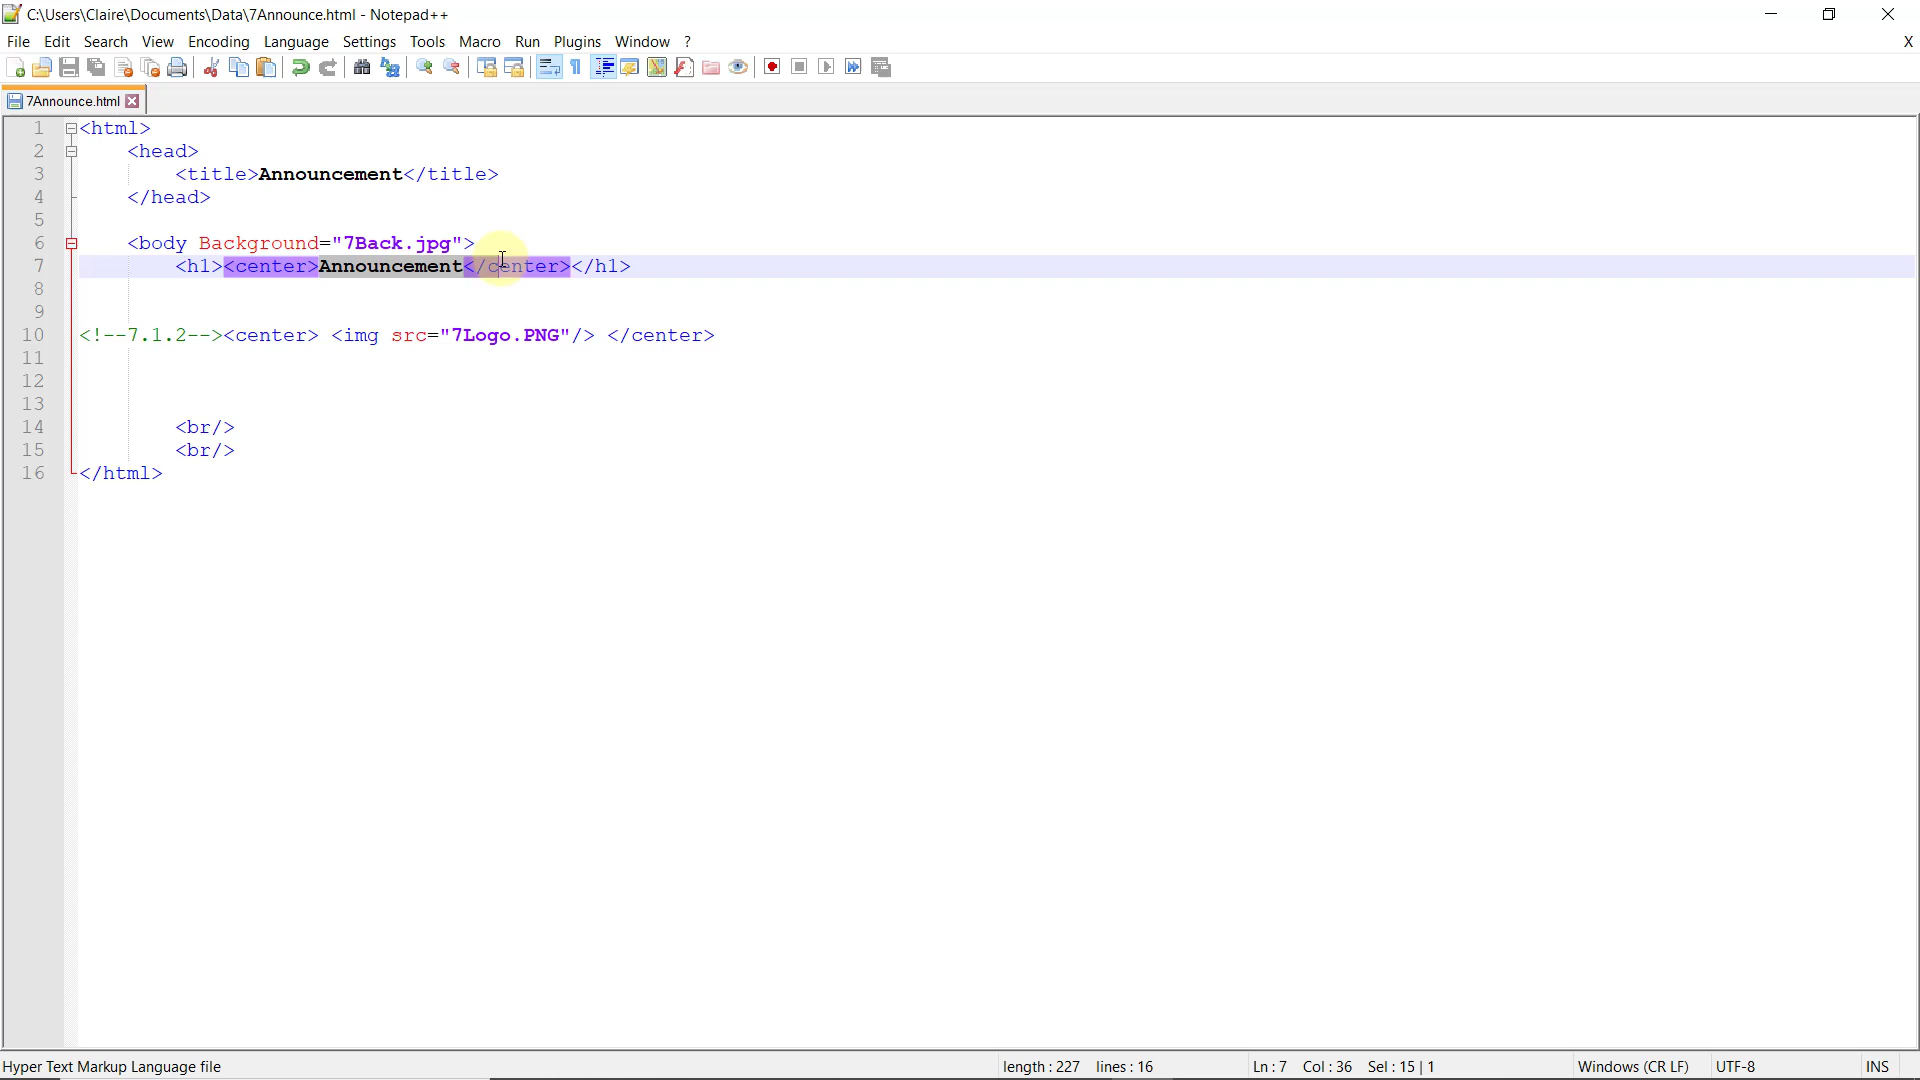 C:\Users\Claire\Documents\Data\7Announce.html - Notepad++
File Edit Search View Encoding Language Settings Tools Macro Run Plugins Window ? X
7Announce.html
1 <html>
2 <head>
3 <title>Announcement</title>
4 </head>
5
6 <body Background="7Back.jpg">
7 <h1><center>Announcement</center></h1>
8
9
10 <!--7.1.2--><center> <img src="7Logo.PNG"/> </center>
11
12
13
14 <br/>
15 <br/>
16 </html>
Hyper Text Markup Language file length : 227 lines : 16 Ln : 7 Col : 36 Sel : 15 | 1 Windows (CR LF) UTF-8 INS